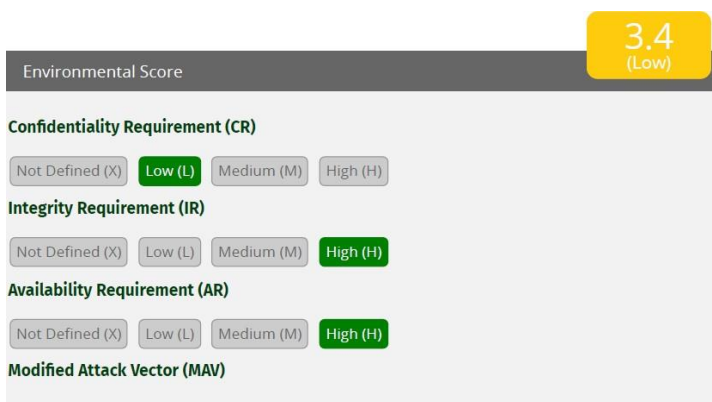 3.4
(Low)
Environmental Score
Confidentiality Requirement (CR)
Not Defined (X) Low (L) Medium (M) High (H)
Integrity Requirement (IR)
Not Defined (X) Low (L) Medium (M) High (H)
Availability Requirement (AR)
Not Defined (X) Low (L) Medium (M) High (H)
Modified Attack Vector (MAV)